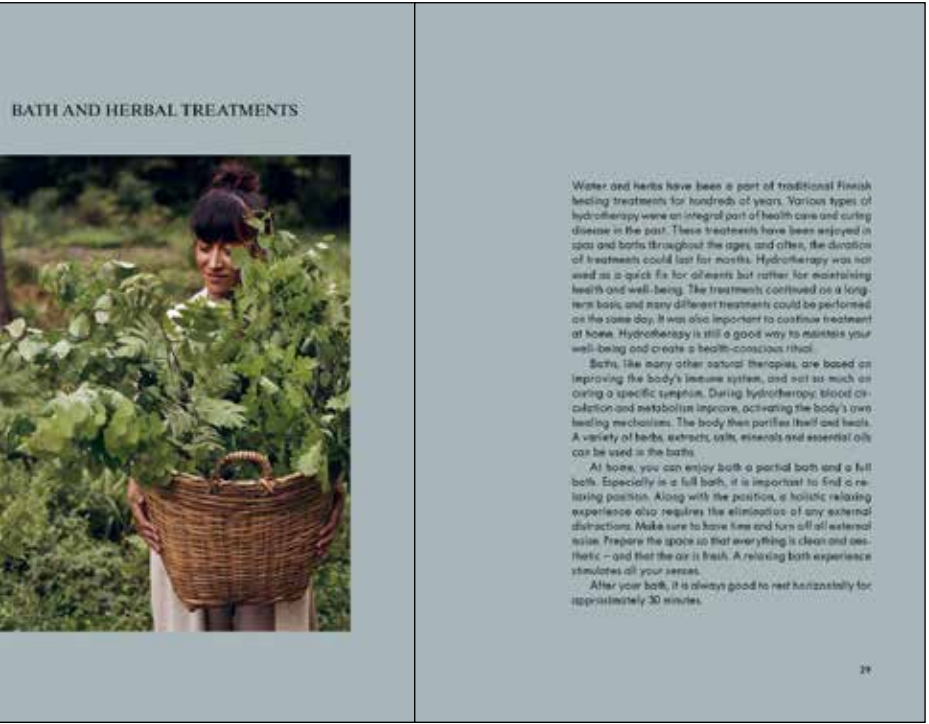 BATH AND HERBAL TREATMENTS
Water and herbs have been a part of traditional Finnish
healing treatments for hundreds of years. Various types of
hydrotherapy were an integral part of health care and curing
disease in the past. These treatments have been enjoyed in
spas and baths throughout the ages, and often, the duration
of treatments could last for months. Hydrotherapy was not
used as a quick fix for ailments but rather for maintaining
health and well-being. The treatments continued on a long-
term basis, and many different treatments could be performed
on the same day. It was also important to continue treatment
at home. Hydrotherapy is still a good way to maintain your
well-being and create a health-conscious ritual.
Baths, like many other natural therapies, are based on
improving the body's immune system, and not so much on
curing a specific symptom. During hydrotherapy, blood cir-
culation and metabolism improve, activating the body's own
healing mechanisms. The body then purifies itself and heals.
A variety of herbs, extracts, salts, minerals and essential oils
can be used in the baths.
At home, you can enjoy both a partial bath and a full
bath. Especially in a full bath, it is important to find a re-
laxing position. Along with the position, a holistic relaxing
experience also requires the elimination of any external
distractions. Make sure to have time and turn off all external
noise. Prepare the space so that everything is clean and aes-
thetic – and that the air is fresh. A relaxing bath experience
stimulates all your senses.
After your bath, it is always good to rest horizontally for
approximately 30 minutes.
29